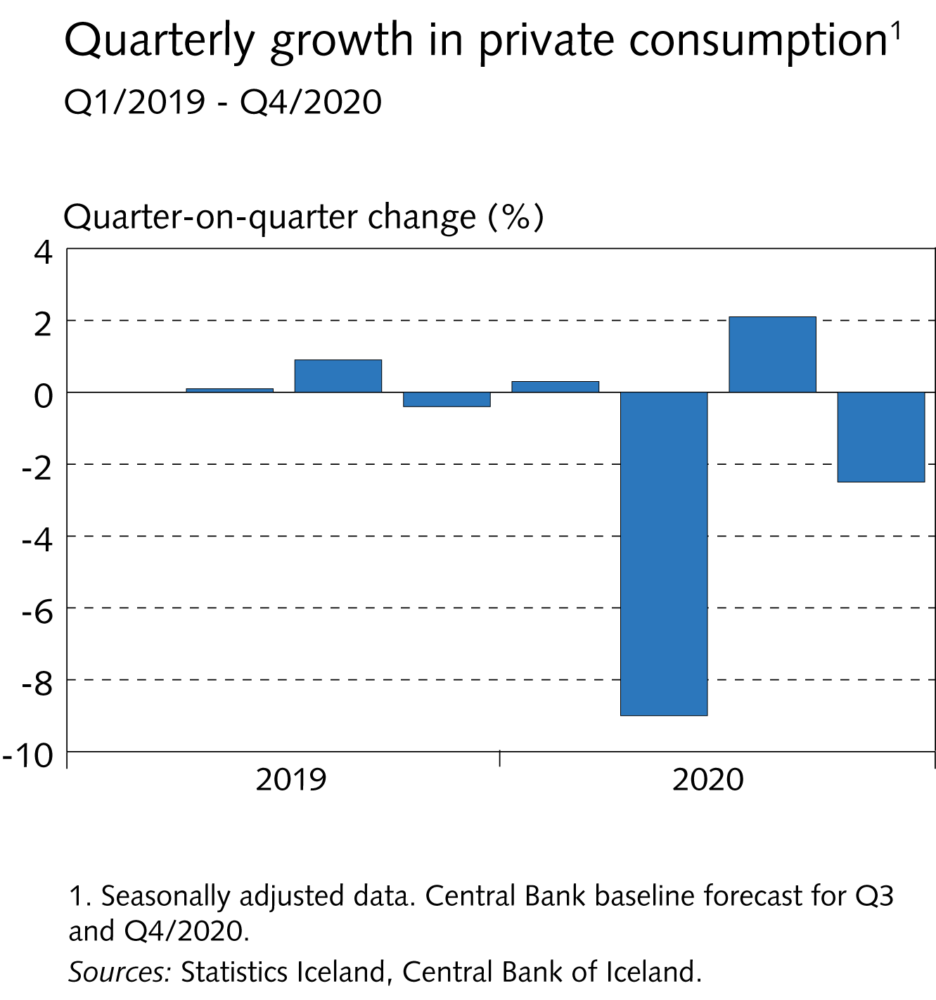 Quarterly growth in private consumption¹
Q1/2019 - Q4/2020
Quarter-on-quarter change (%)
4
2
0
-2
-4
-6
-8
-10
2019 2020
1. Seasonally adjusted data. Central Bank baseline forecast for Q3
and Q4/2020.
Sources: Statistics Iceland, Central Bank of Iceland.